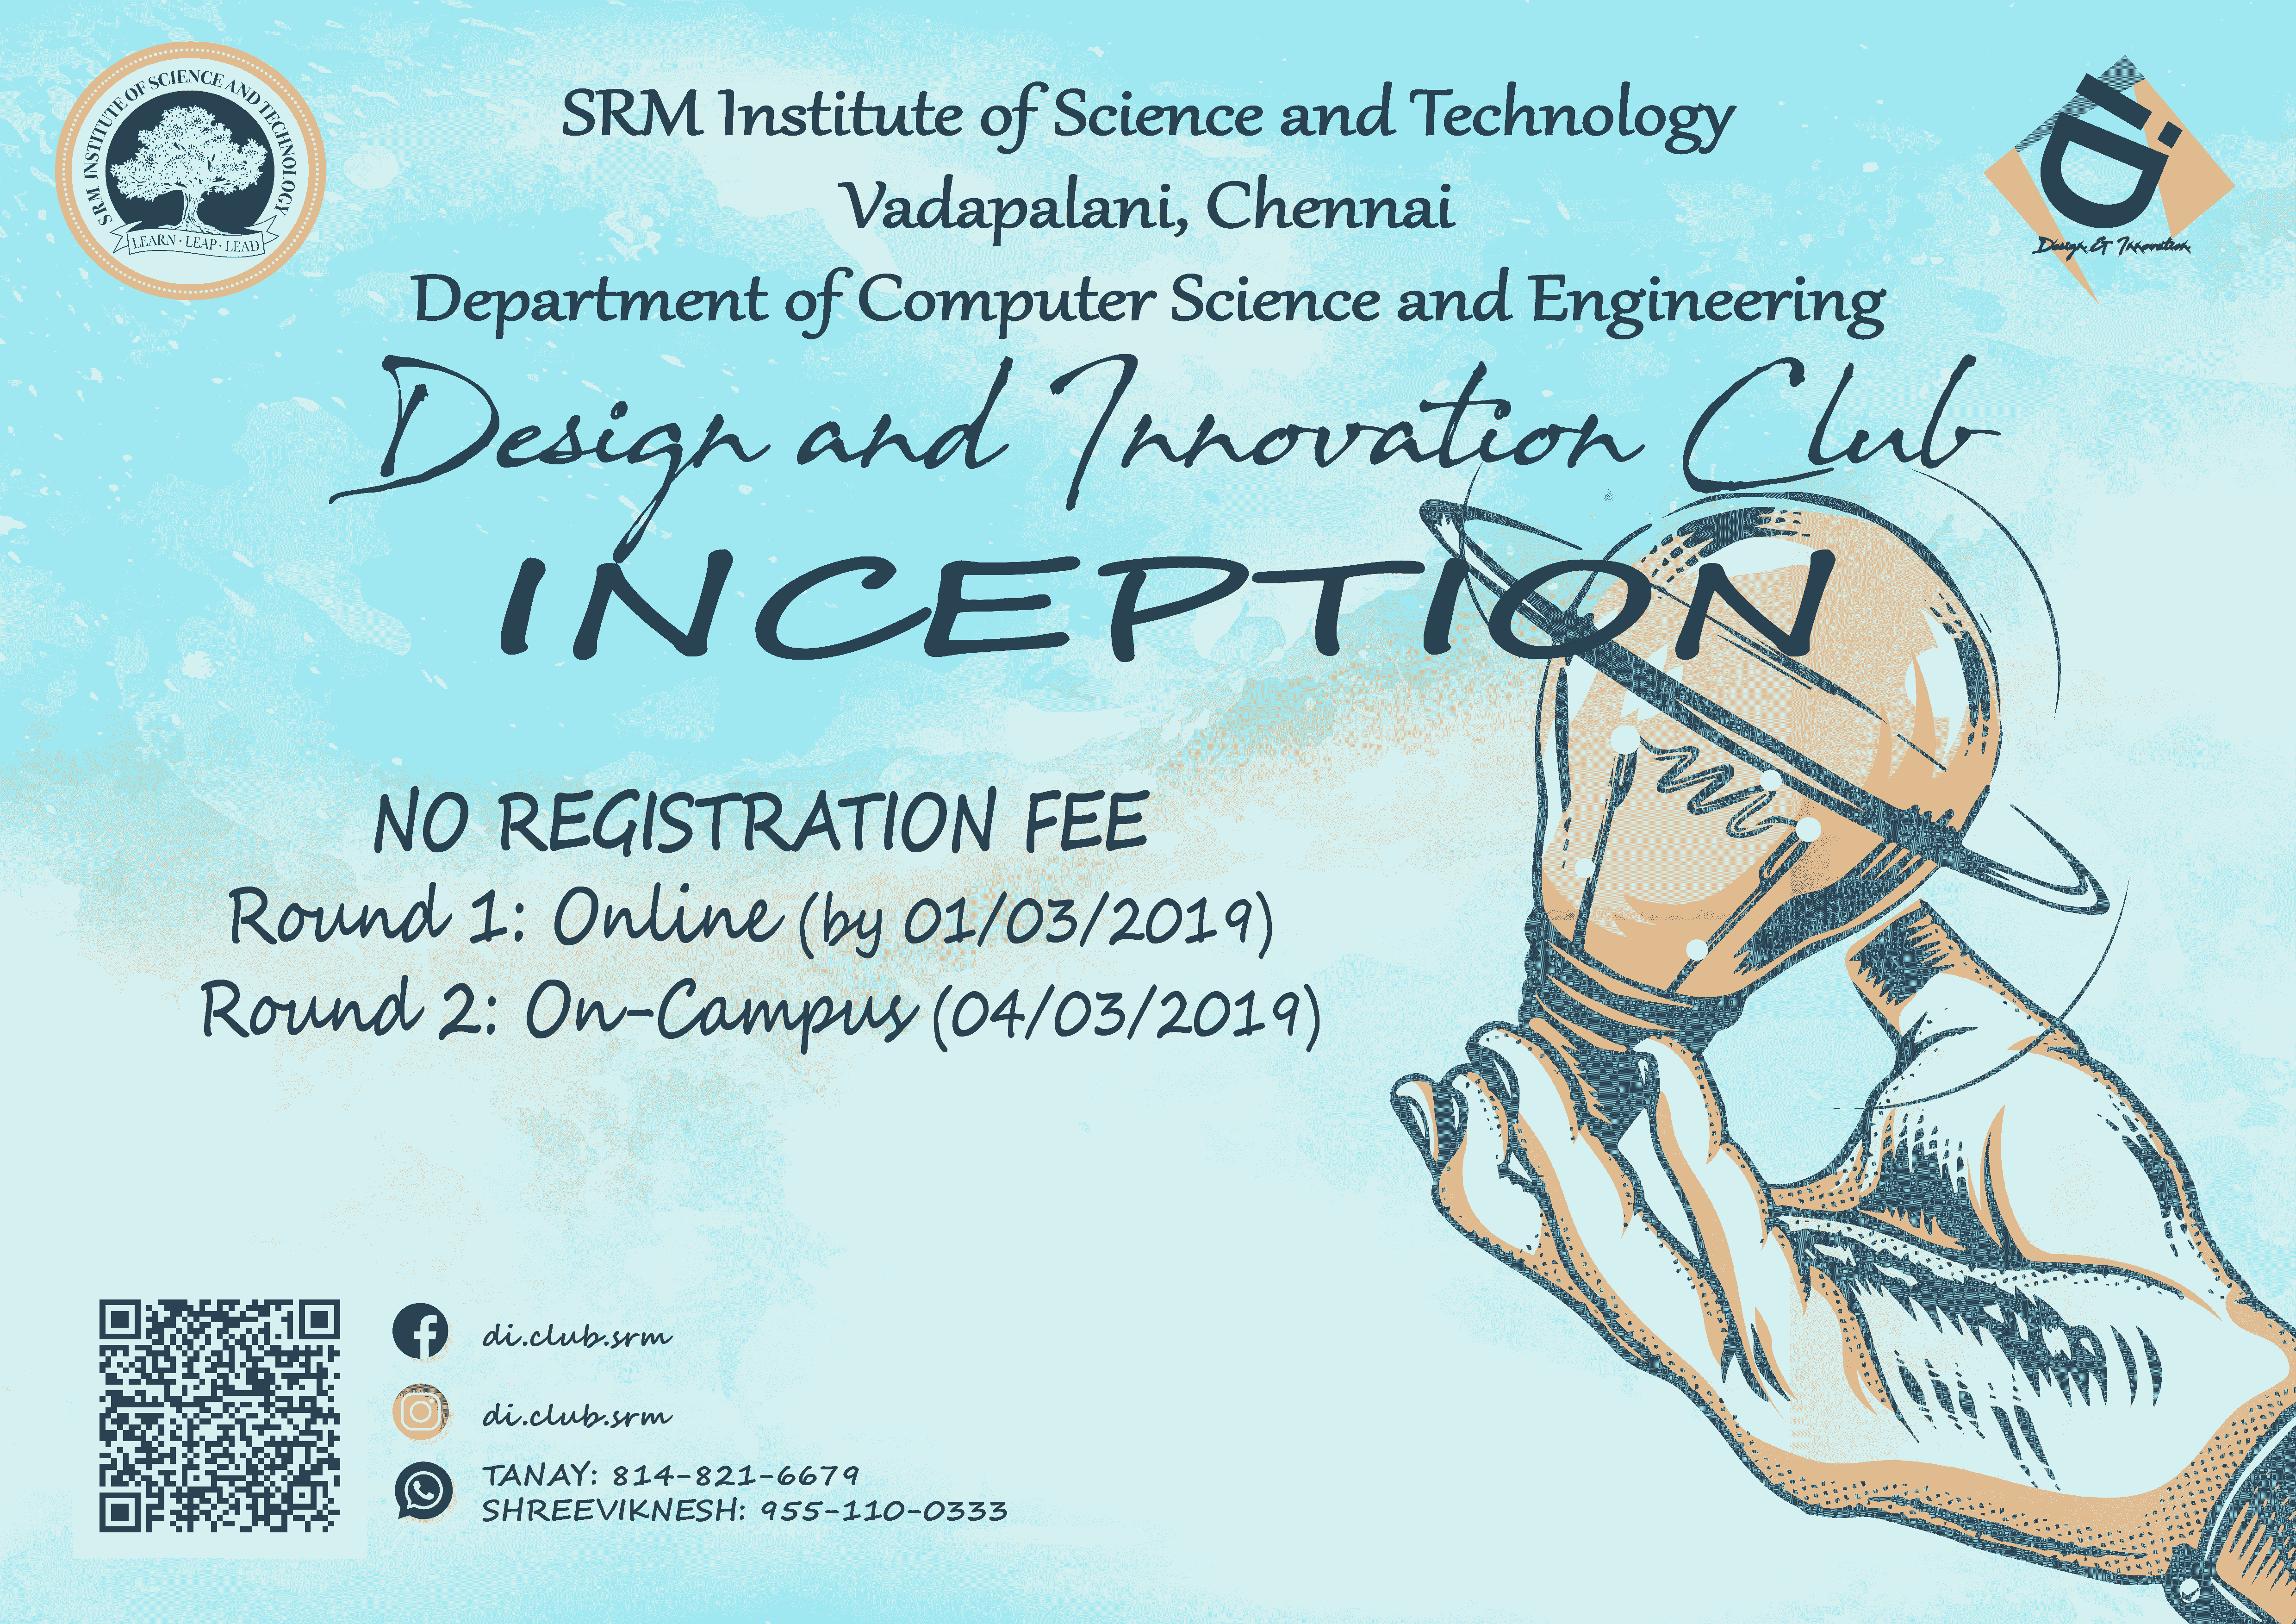 SRM INSTITUTE OF SCIENCE AND TECHNOLOGY
LEARN · LEAP · LEAD
SRM Institute of Science and Technology
Vadapalani, Chennai
Department of Computer Science and Engineering
iD
Design & Innovation
Design and Innovation Club
INCEPTION
NO REGISTRATION FEE
Round 1: Online (by 01/03/2019)
Round 2: On-Campus (04/03/2019)
di.club.srm
di.club.srm
TANAY: 814-821-6679
SHREEVIKNESH: 955-110-0333